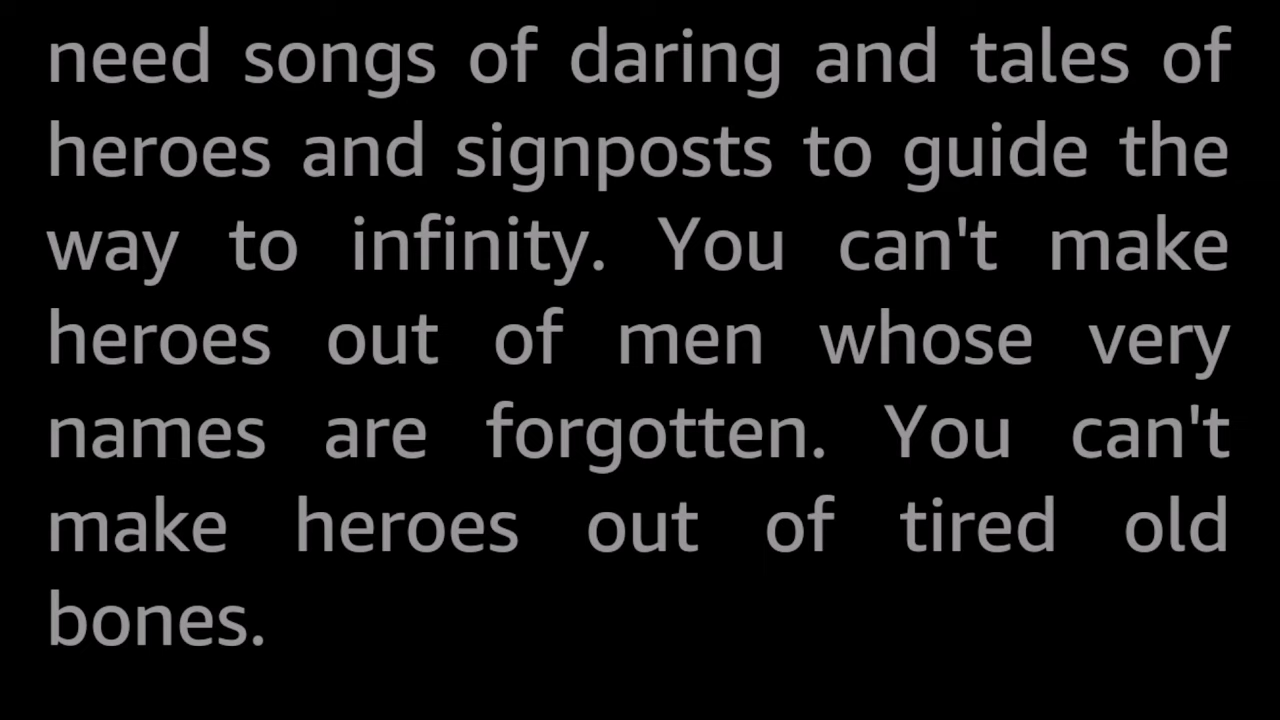 need songs of daring and tales of
heroes and signposts to guide the
way to infinity. You can't make
heroes out of men whose very
names are forgotten. You can't
make heroes out of tired old
bones.